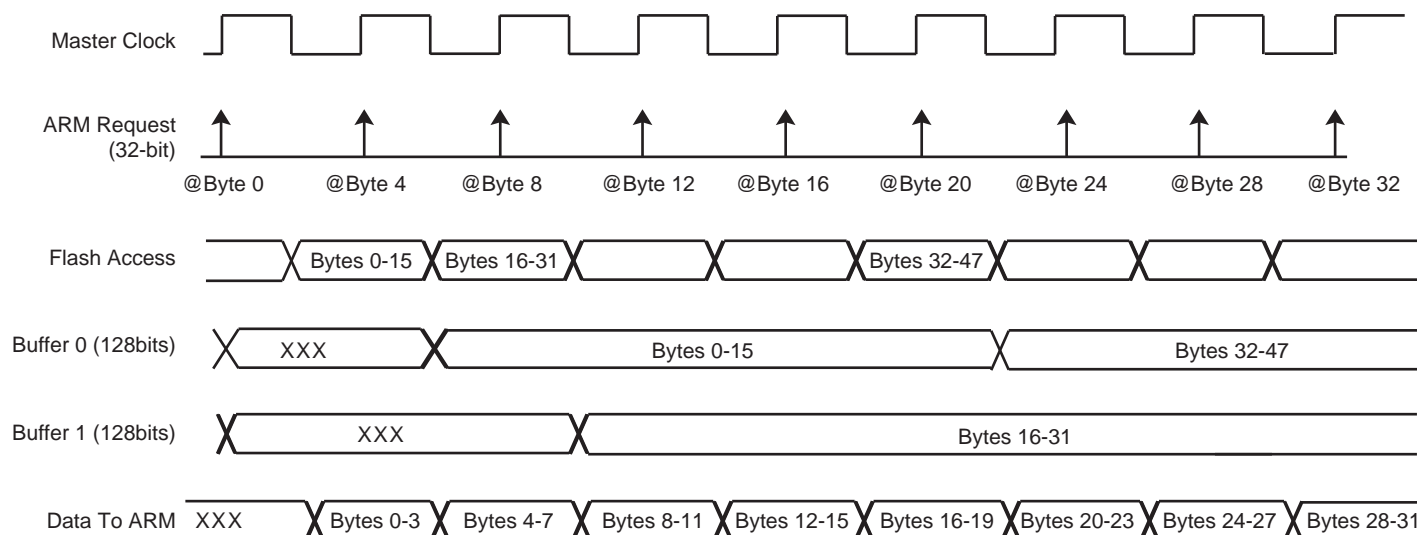 Master Clock
ARM Request
(32-bit)
@Byte 0 @Byte 4 @Byte 8 @Byte 12 @Byte 16 @Byte 20 @Byte 24 @Byte 28 @Byte 32
Flash Access Bytes 0-15 Bytes 16-31 Bytes 32-47
Buffer 0 (128bits) XXX Bytes 0-15 Bytes 32-47
Buffer 1 (128bits) XXX Bytes 16-31
Data To ARM XXX Bytes 0-3 Bytes 4-7 Bytes 8-11 Bytes 12-15 Bytes 16-19 Bytes 20-23 Bytes 24-27 Bytes 28-31